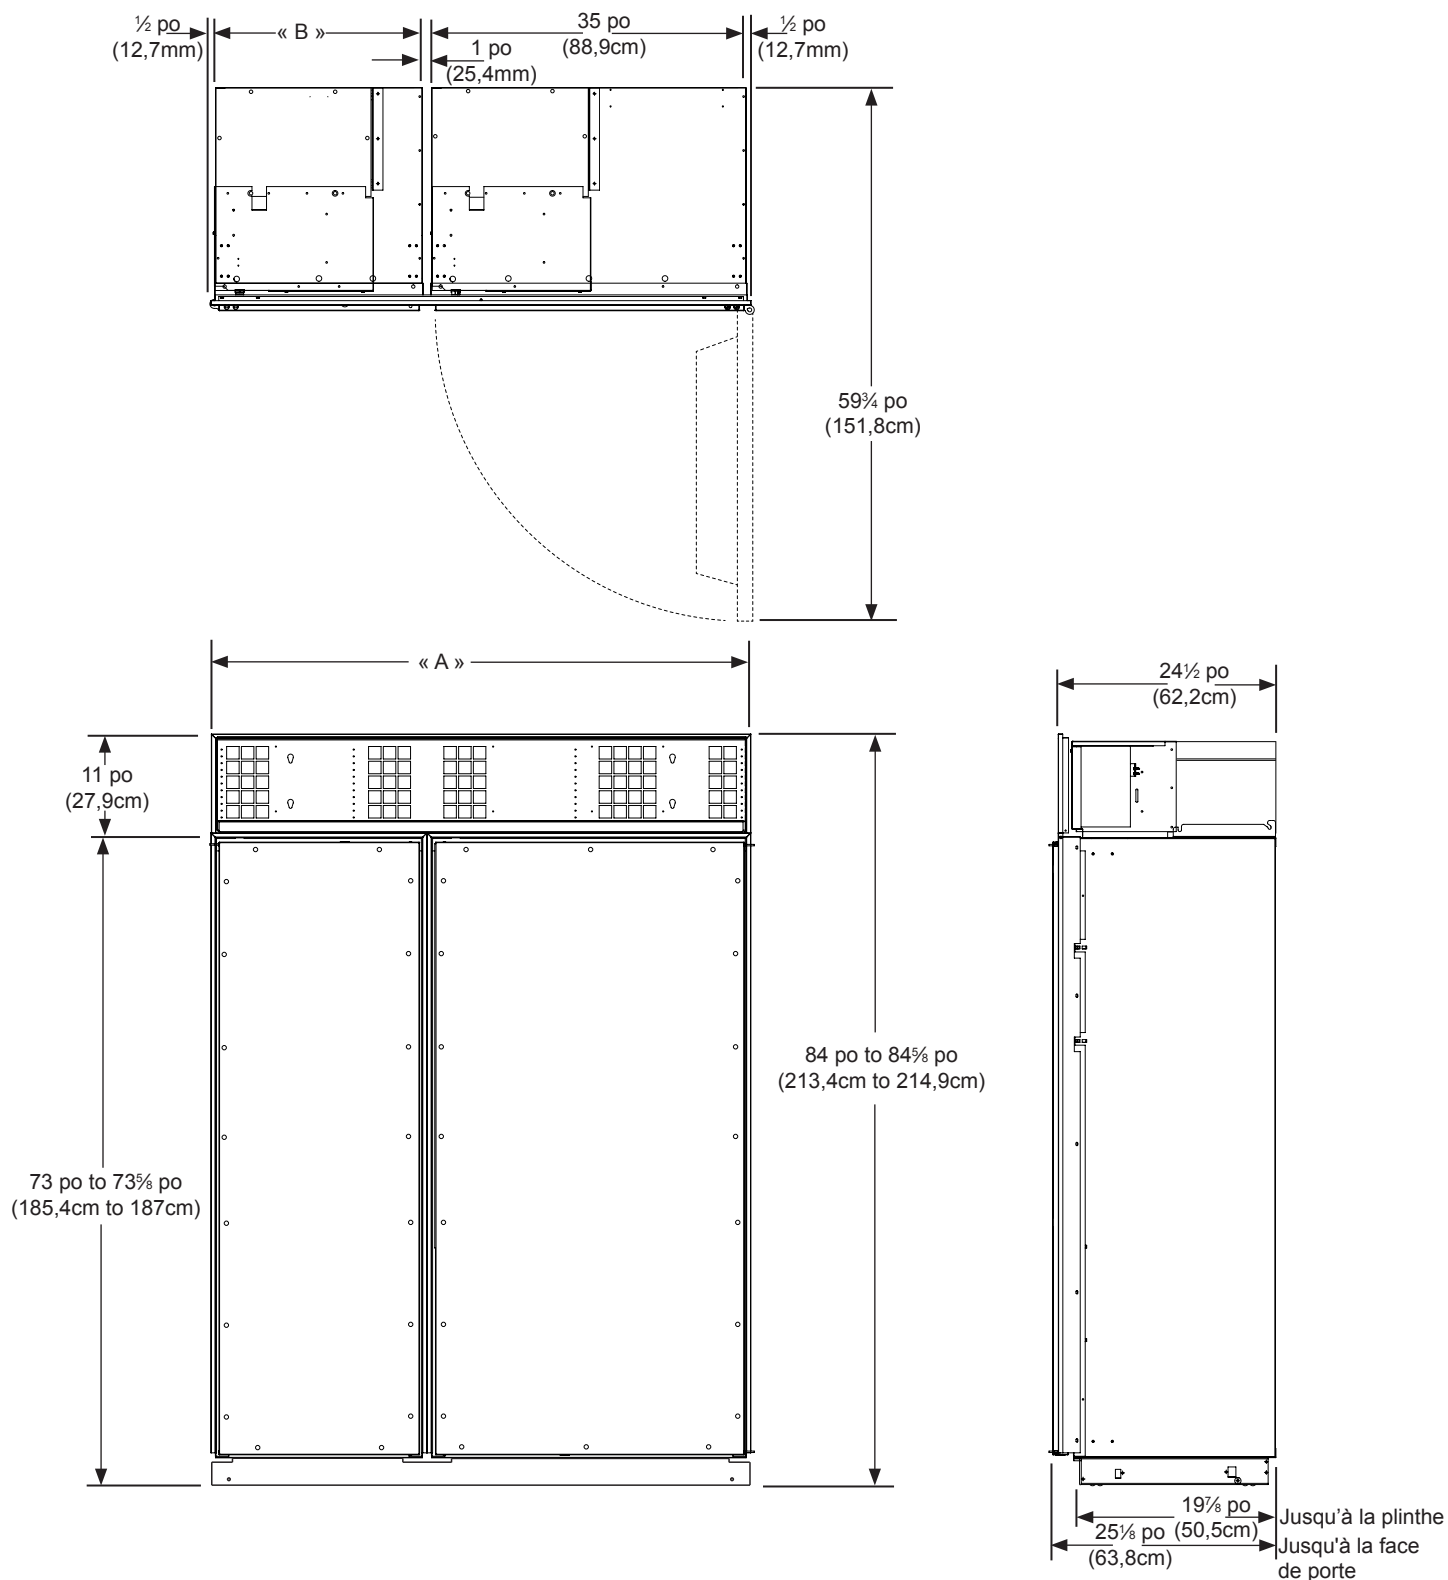 ½ po
(12,7mm)
« B »
1 po
(25,4mm)
35 po
(88,9cm)
½ po
(12,7mm)
59¾ po
(151,8cm)
« A »
24½ po
(62,2cm)
11 po
(27,9cm)
84 po to 84⅝ po
(213,4cm to 214,9cm)
73 po to 73⅝ po
(185,4cm to 187cm)
19⅞ po
(50,5cm)
Jusqu'à la plinthe
25⅛ po
(63,8cm)
Jusqu'à la face
de porte